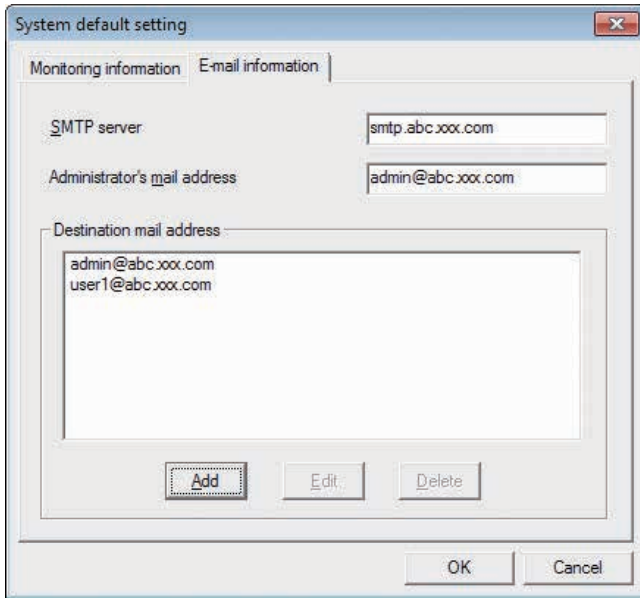 System default setting
Monitoring information
E-mail information
SMTP server
smtp.abc.xxx.com
Administrator's mail address
admin@abc.xxx.com
Destination mail address
admin@abc.xxx.com
user1@abc.xxx.com
Add
Edit
Delete
OK
Cancel